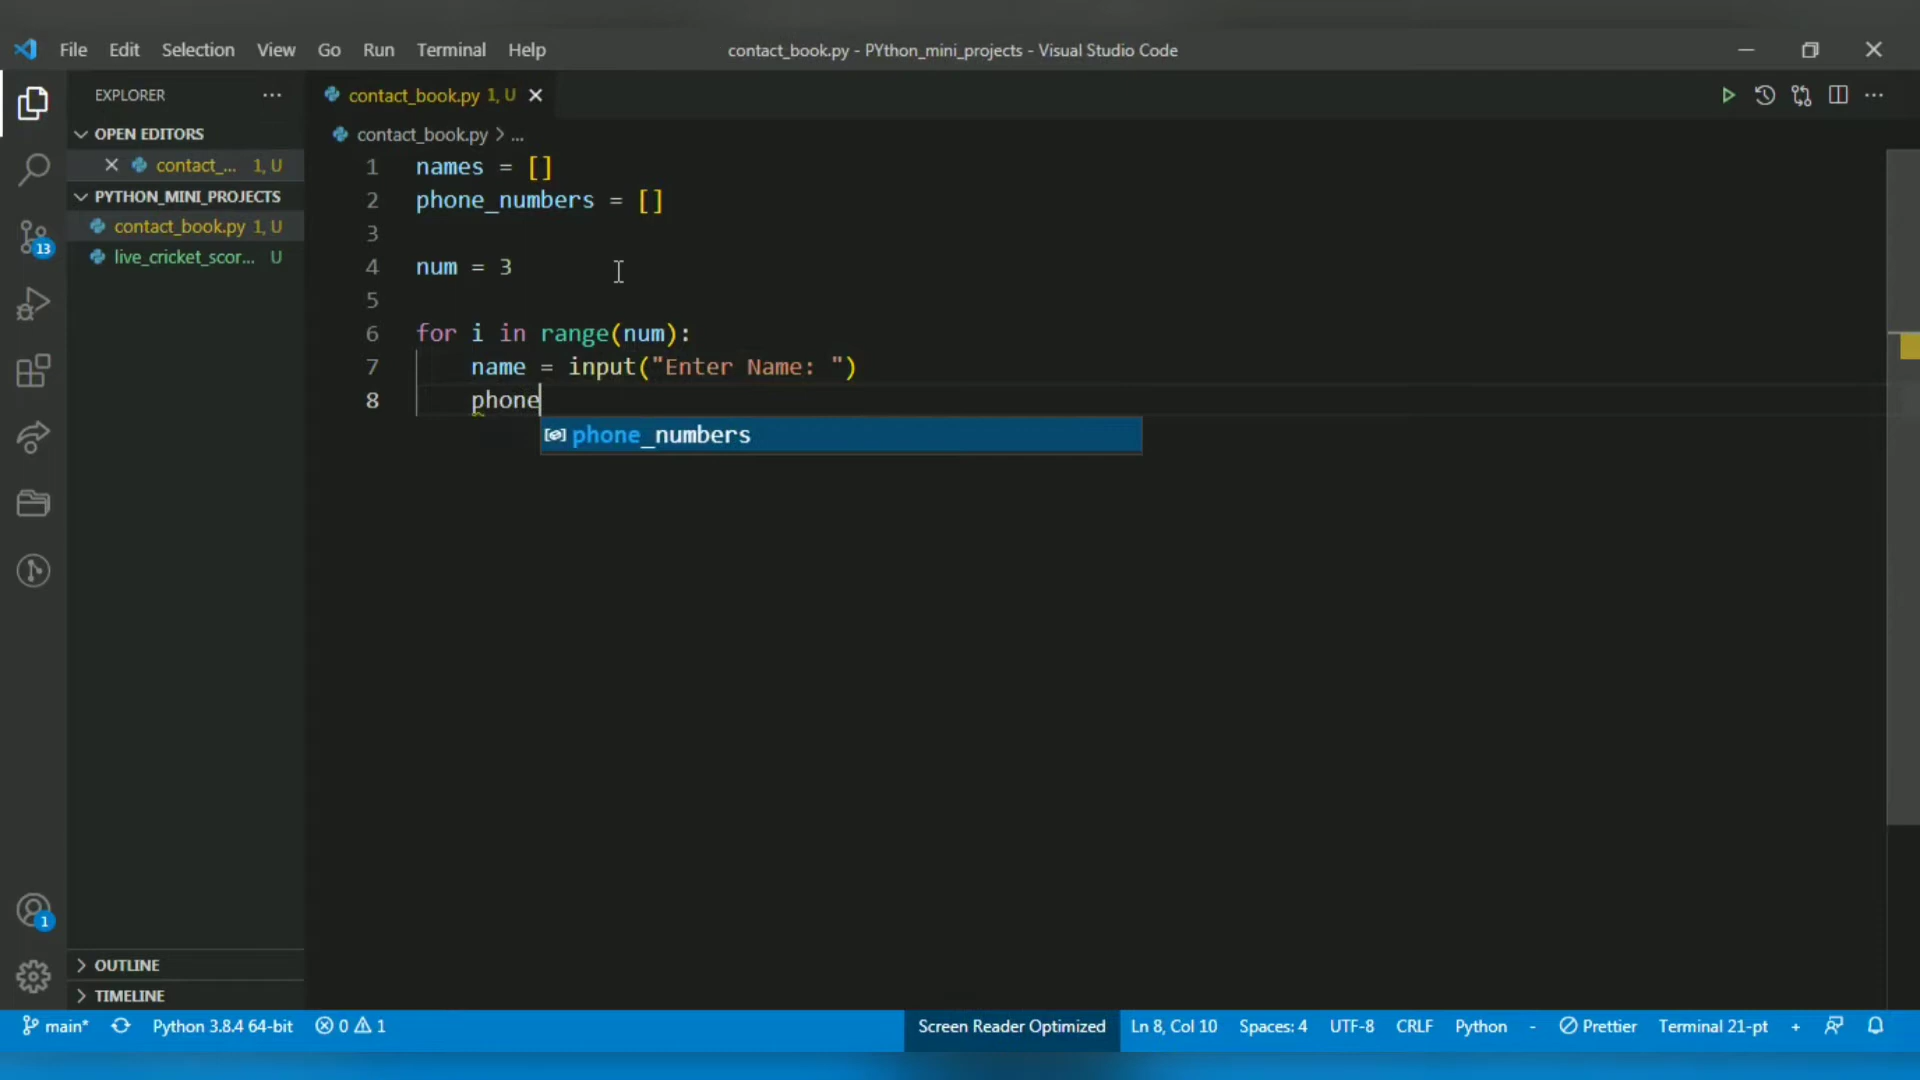 File Edit Selection View Go Run Terminal Help
contact_book.py - PYthon_mini_projects - Visual Studio Code
EXPLORER ...
contact_book.py 1, U
OPEN EDITORS
contact_... 1, U
PYTHON_MINI_PROJECTS
contact_book.py 1, U
live_cricket_scor... U
contact_book.py > ...
1 names = []
2 phone_numbers = []
3
4 num = 3
5
6 for i in range(num):
7 name = input("Enter Name: ")
8 phone
phone_numbers
13
1
OUTLINE
TIMELINE
main* Python 3.8.4 64-bit 0 1 Screen Reader Optimized Ln 8, Col 10 Spaces: 4 UTF-8 CRLF Python - Prettier Terminal 21-pt +